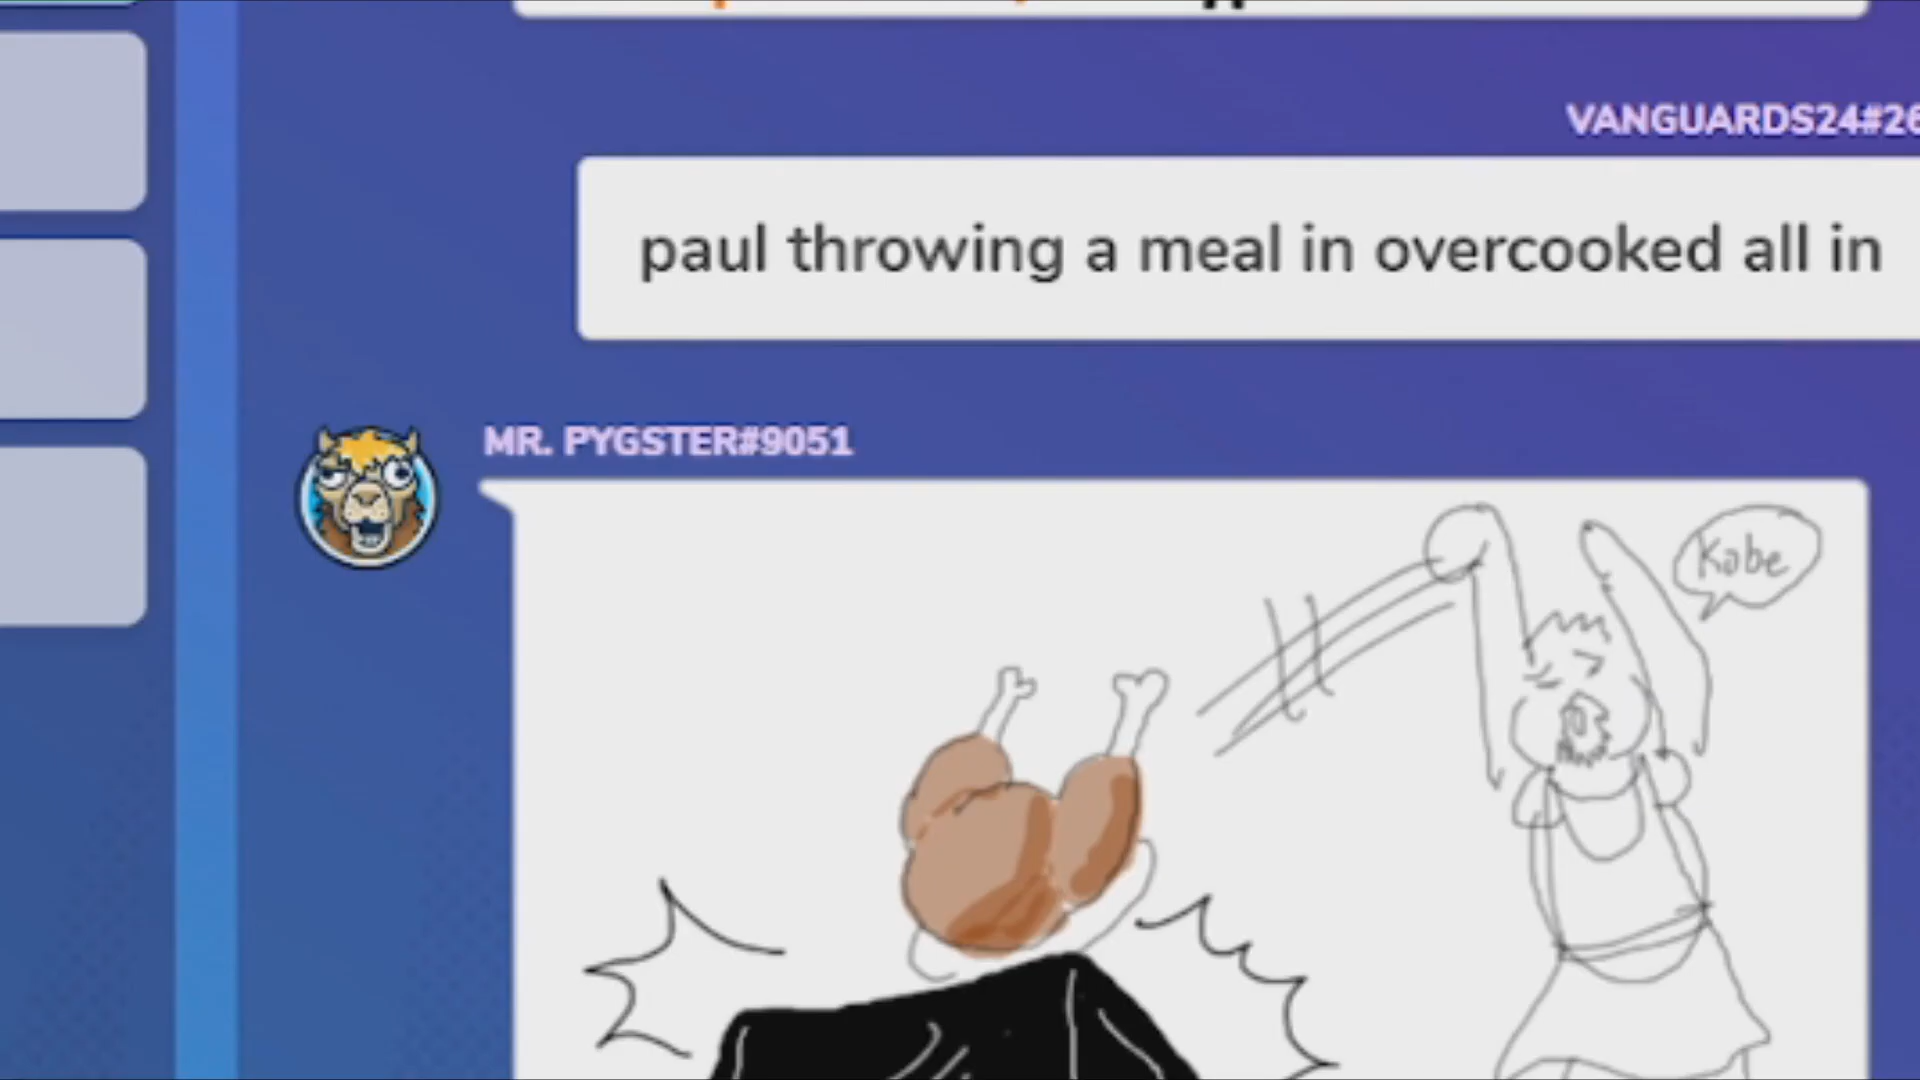 VANGUARDS24#26
paul throwing a meal in overcooked all in
MR. PYGSTER#9051
Kobe